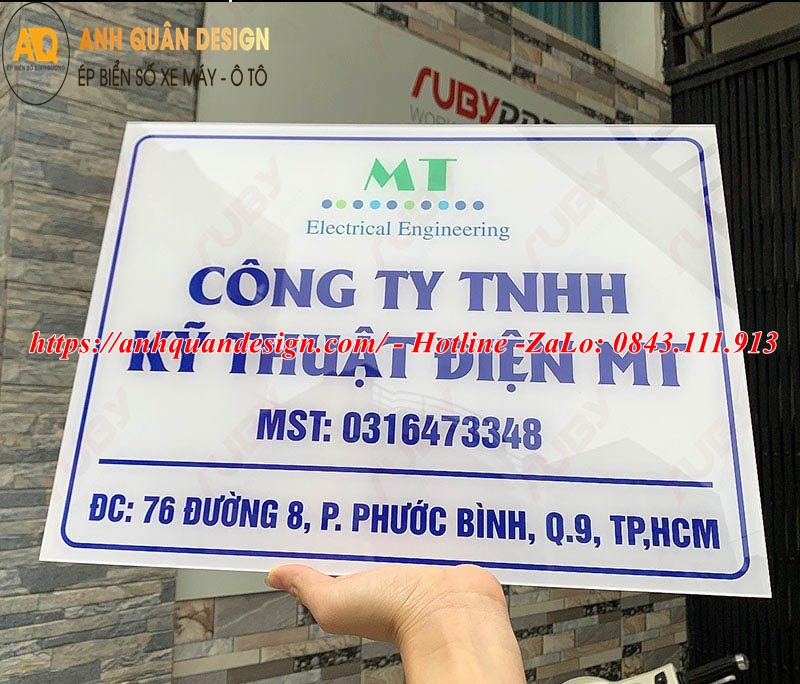 AQ
ANH QUÂN DESIGN
ÉP BIỂN SỐ XE MÁY - Ô TÔ
MT
Electrical Engineering
CÔNG TY TNHH
KỸ THUẬT ĐIỆN MT
https://anhquandesign.com/ - Hotline -ZaLo: 0843.111.913
MST: 0316473348
ĐC: 76 ĐƯỜNG 8, P. PHƯỚC BÌNH, Q.9, TP,HCM